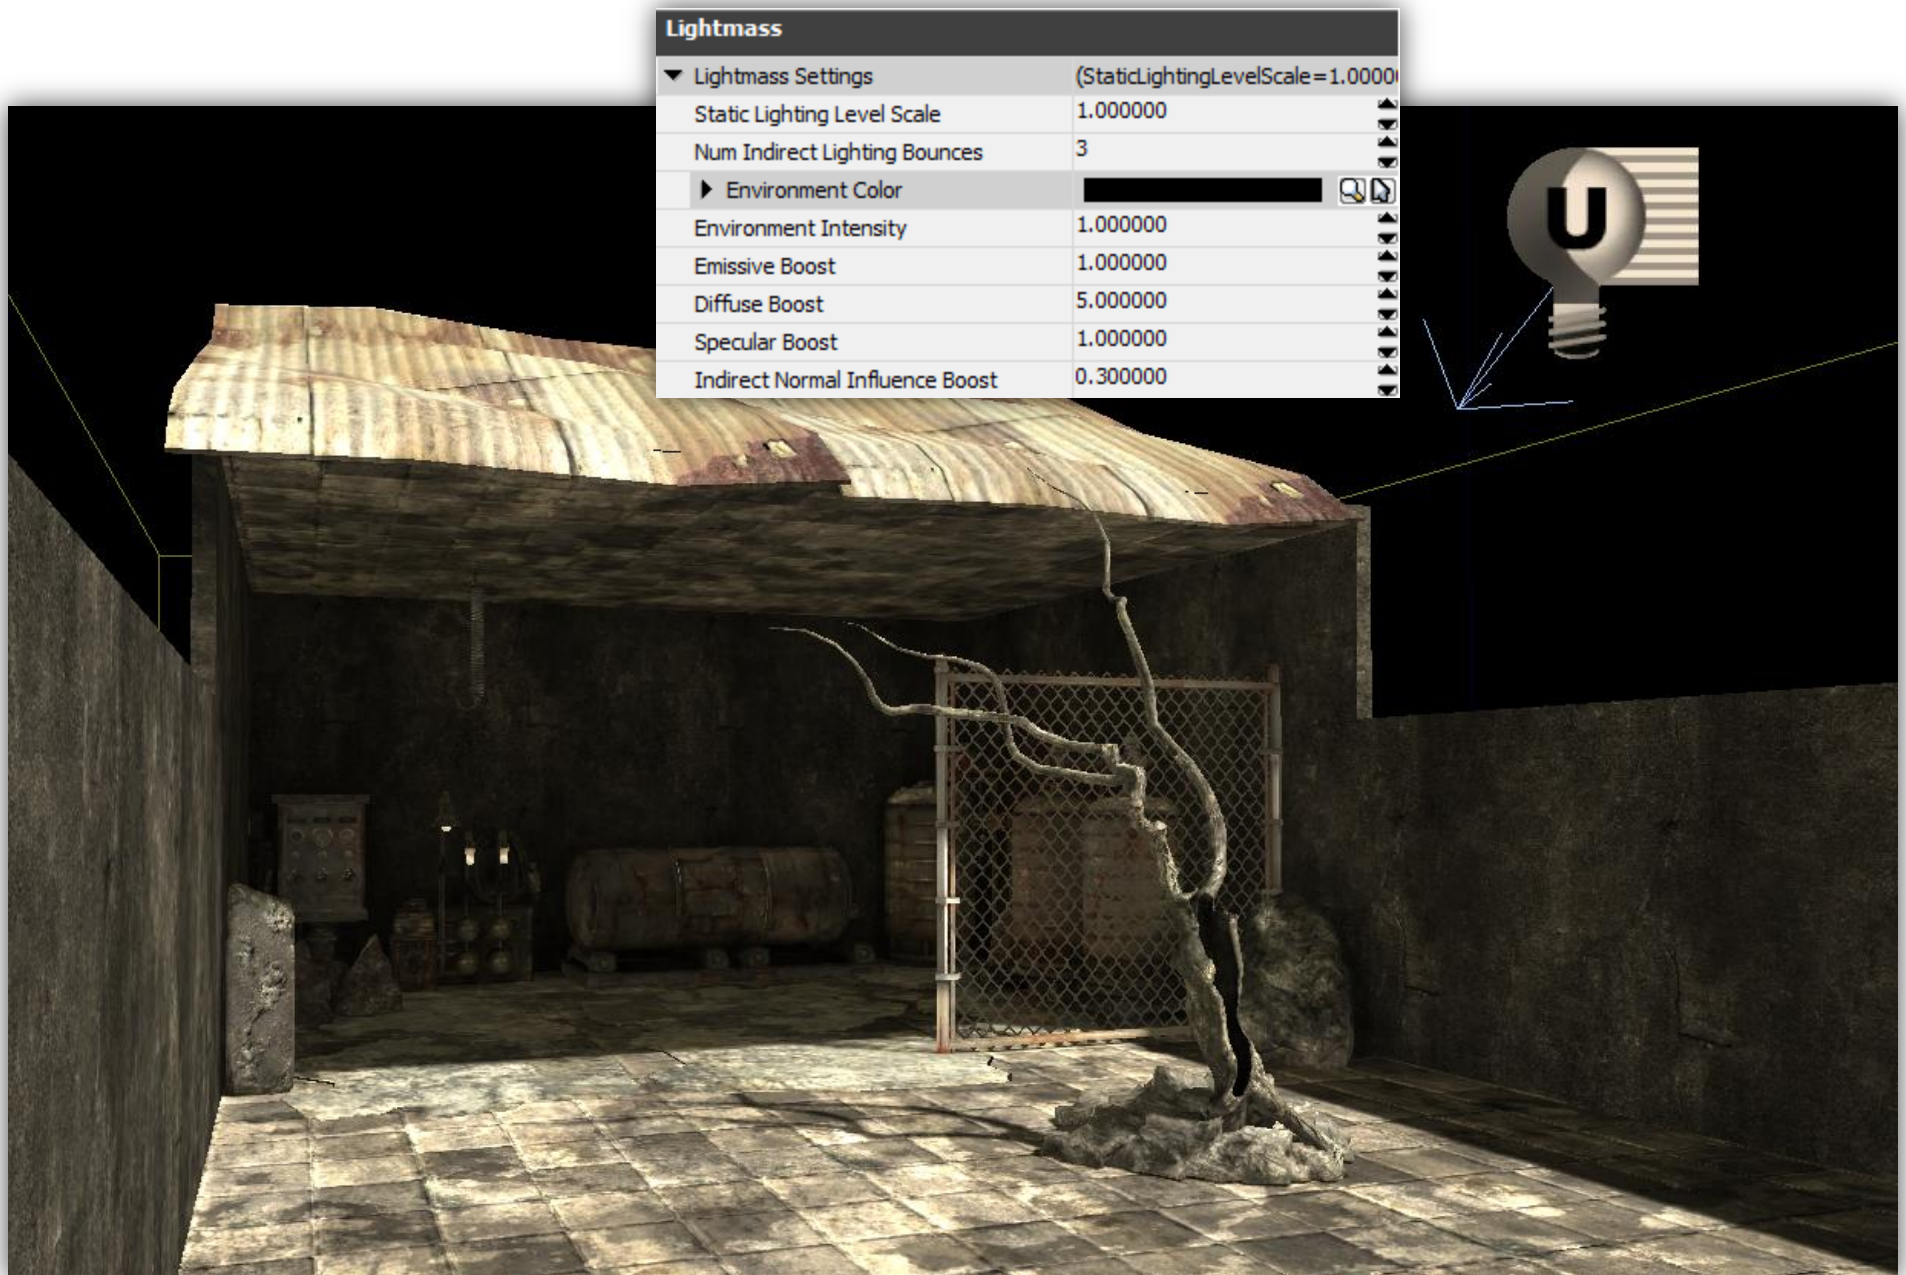 Lightmass
Lightmass Settings (StaticLightingLevelScale=1.0000
Static Lighting Level Scale 1.000000
Num Indirect Lighting Bounces 3
Environment Color
Environment Intensity 1.000000
Emissive Boost 1.000000
Diffuse Boost 5.000000
Specular Boost 1.000000
Indirect Normal Influence Boost 0.300000
U